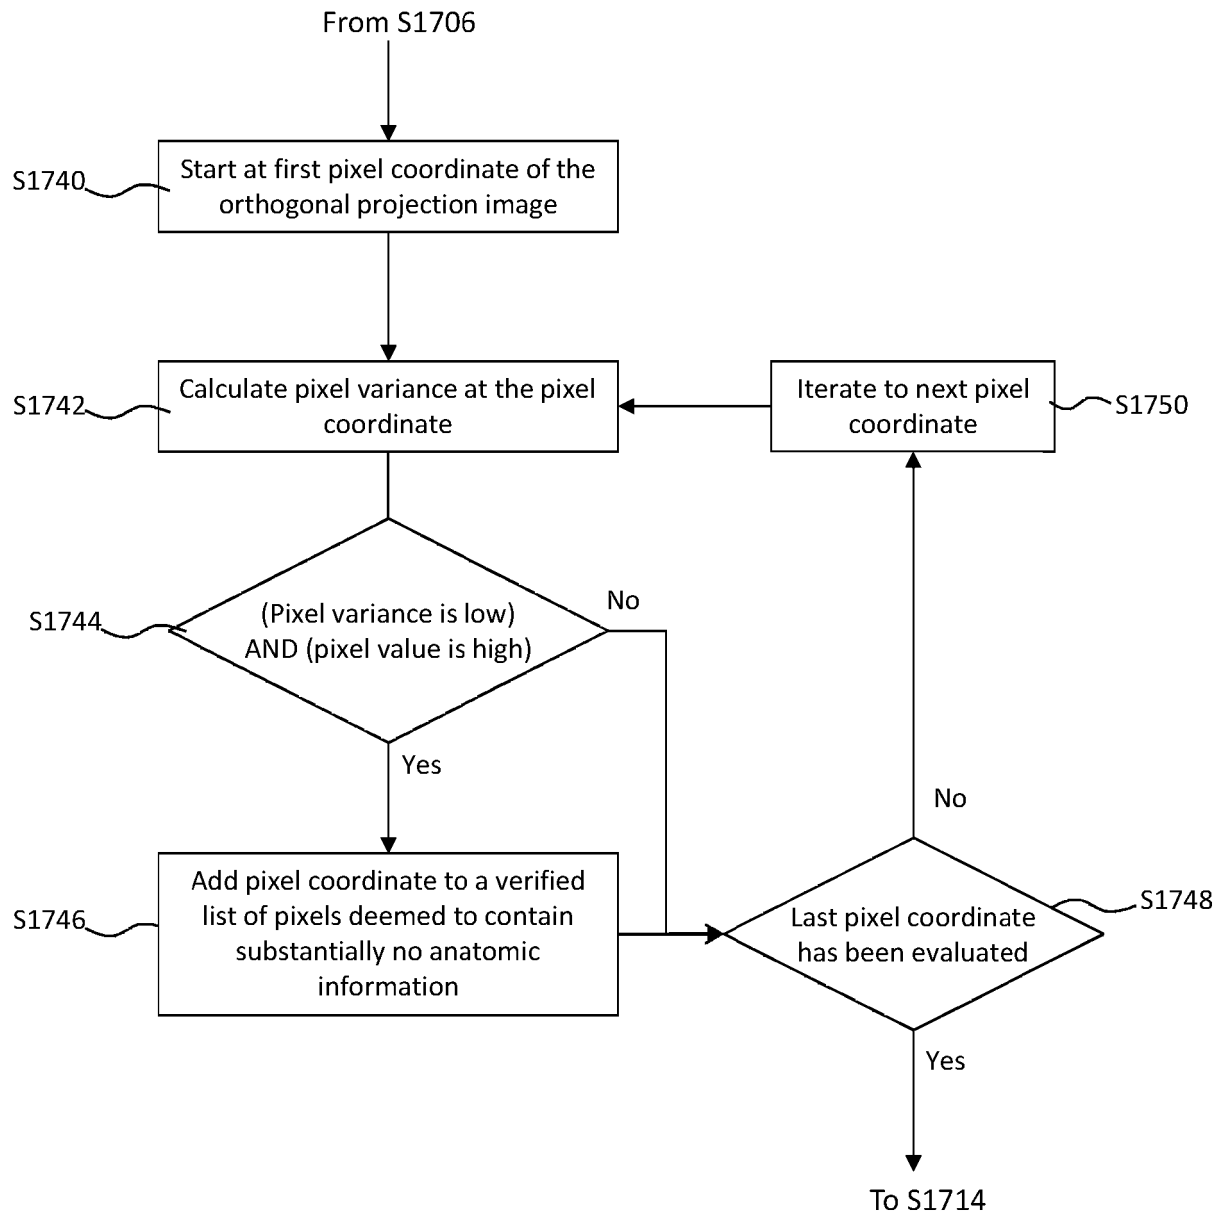 From S1706
S1740
Start at first pixel coordinate of the
orthogonal projection image
S1742
Calculate pixel variance at the pixel
coordinate
Iterate to next pixel
coordinate
S1750
S1744
(Pixel variance is low)
AND (pixel value is high)
No
Yes
No
S1746
Add pixel coordinate to a verified
list of pixels deemed to contain
substantially no anatomic
information
Last pixel coordinate
has been evaluated
S1748
Yes
To S1714